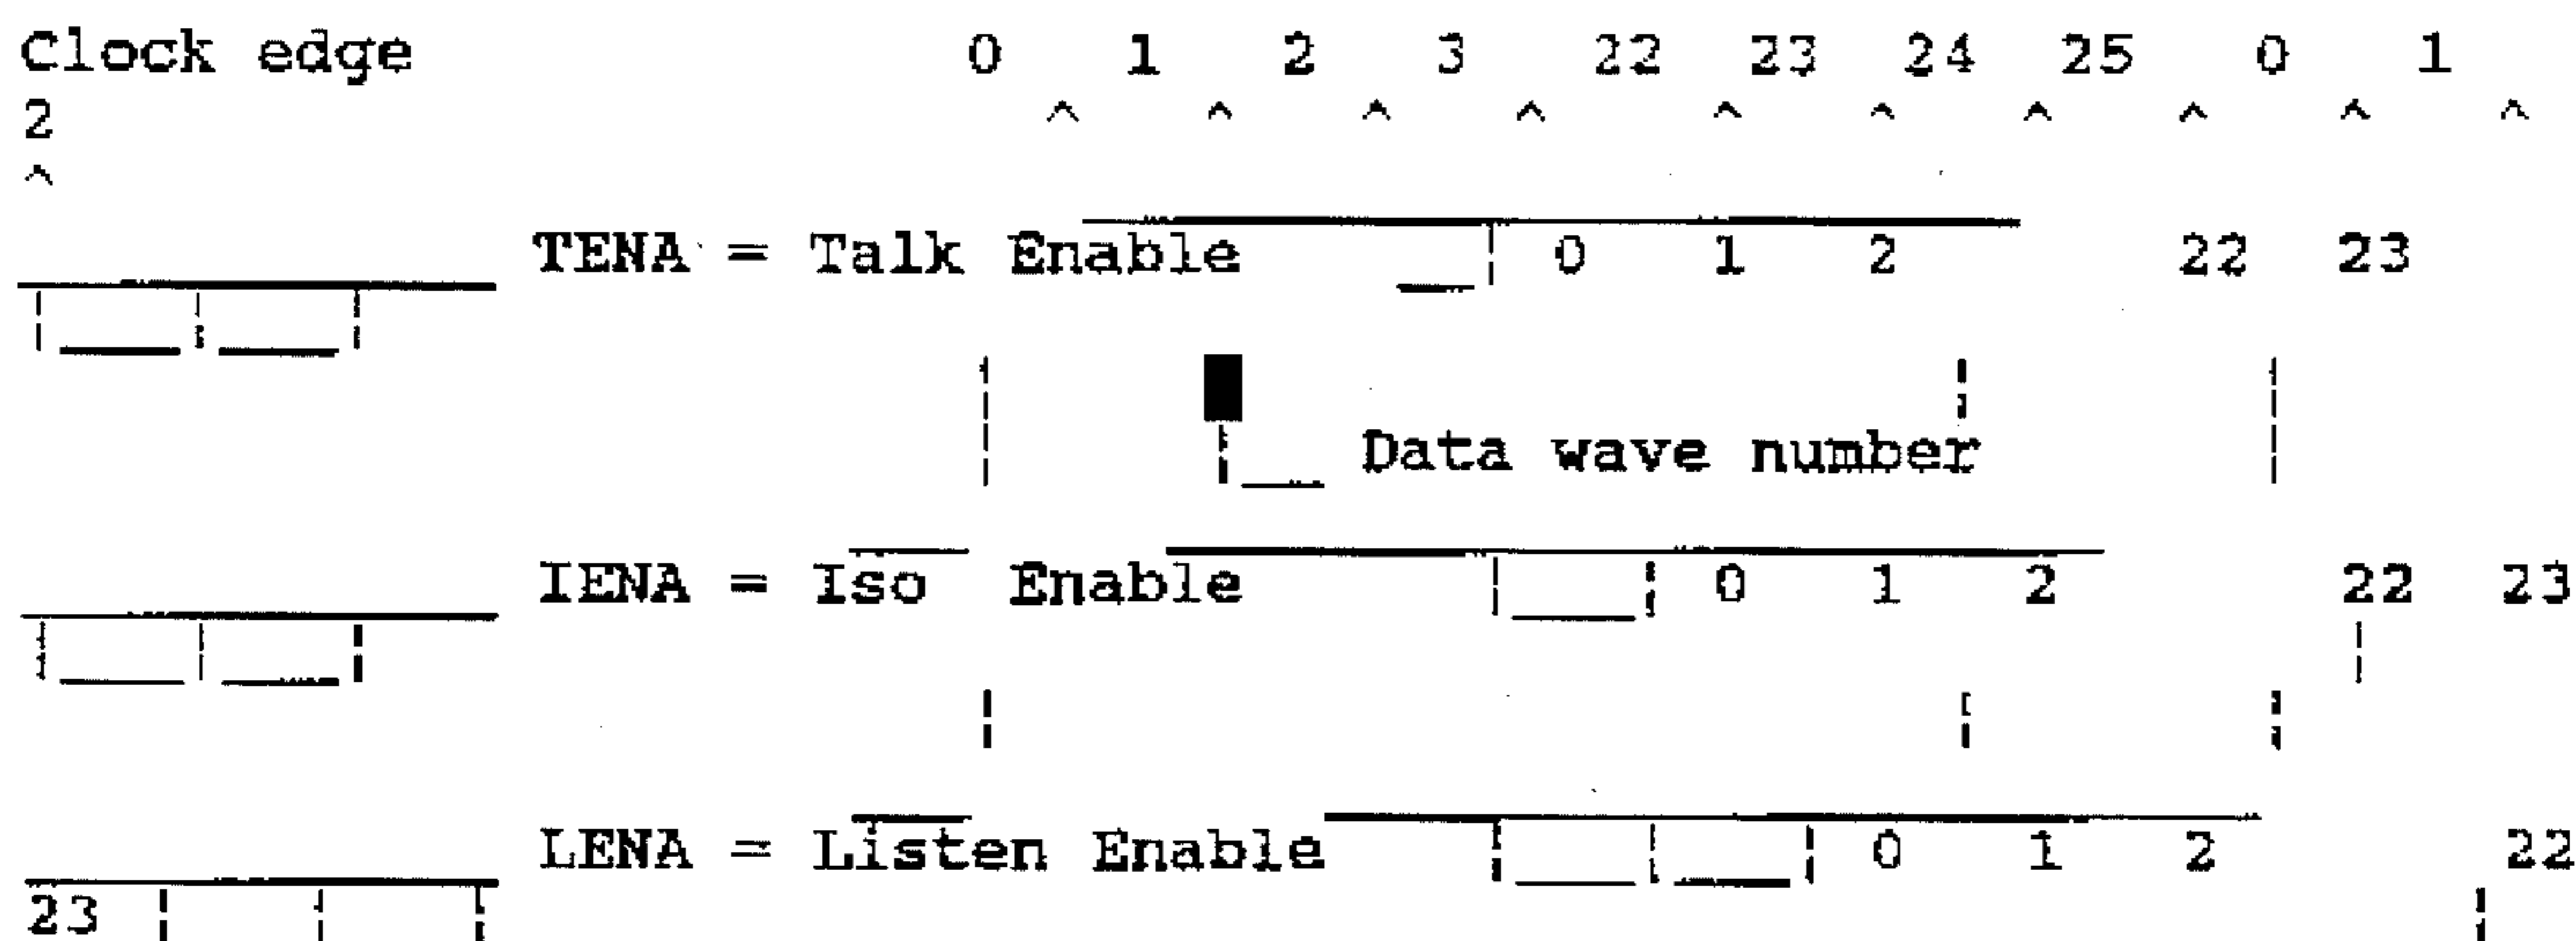 Clock edge 0 1 2 3 22 23 24 25 0 1
2 ^ ^ ^ ^ ^ ^ ^ ^ ^ ^
^
TENA = Talk Enable 0 1 2 22 23
Data wave number
IENA = Iso Enable 0 1 2 22 23
LENA = Listen Enable 0 1 2 22
23